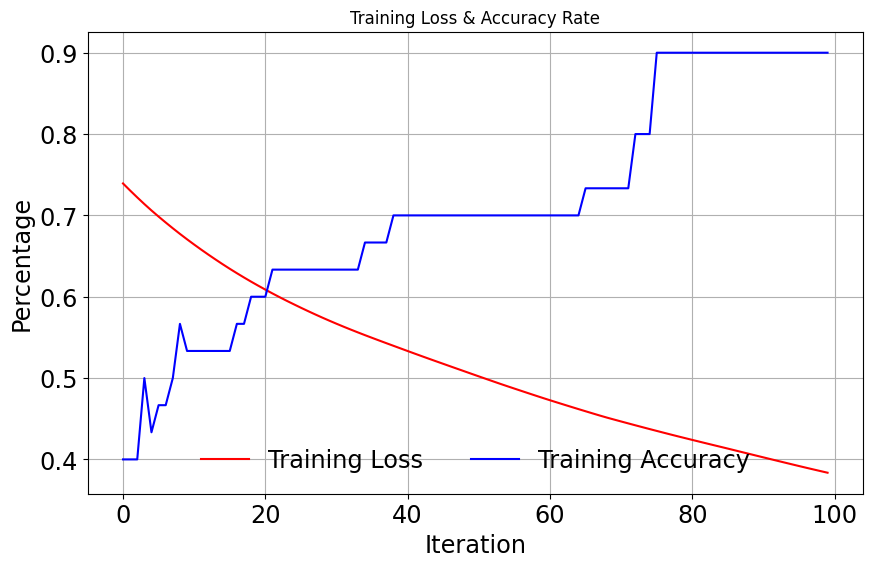 Training Loss & Accuracy Rate
0.9
0.8
0.7
0.6
0.5
0.4
Percentage
Training Loss Training Accuracy
0 20 40 60 80 100
Iteration